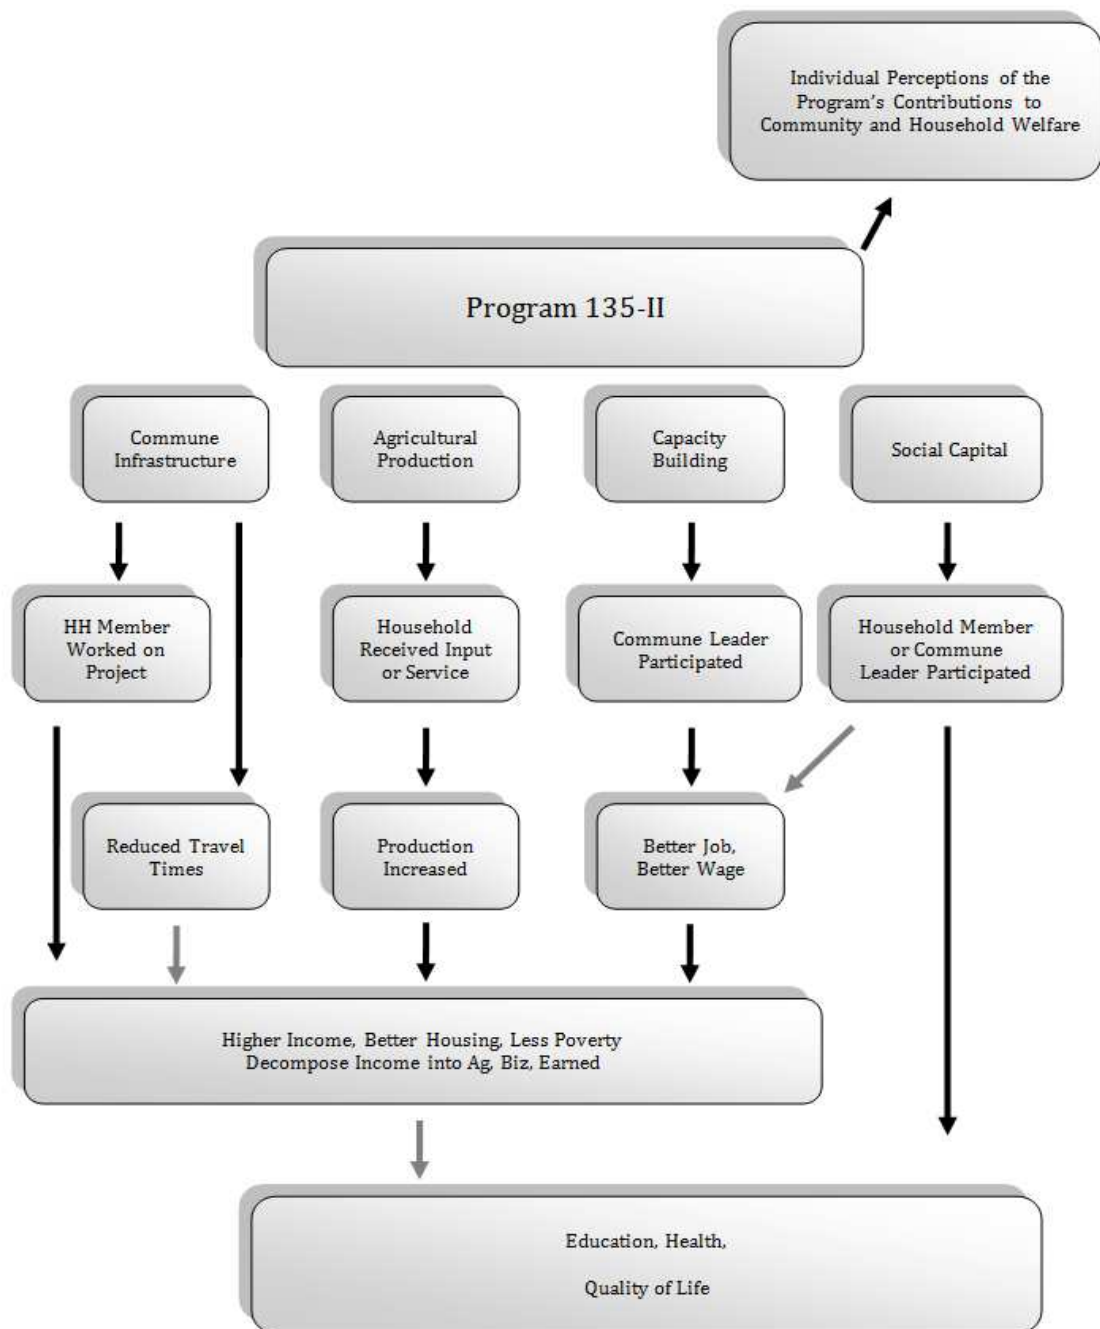 Individual Perceptions of the
Program's Contributions to
Community and Household Welfare
Program 135-II
Commune
Infrastructure
Agricultural
Production
Capacity
Building
Social Capital
HH Member
Worked on
Project
Household
Received Input
or Service
Commune Leader
Participated
Household Member
or Commune
Leader Participated
Reduced Travel
Times
Production
Increased
Better Job,
Better Wage
Higher Income, Better Housing, Less Poverty
Decompose Income into Ag, Biz, Earned
Education, Health,
Quality of Life